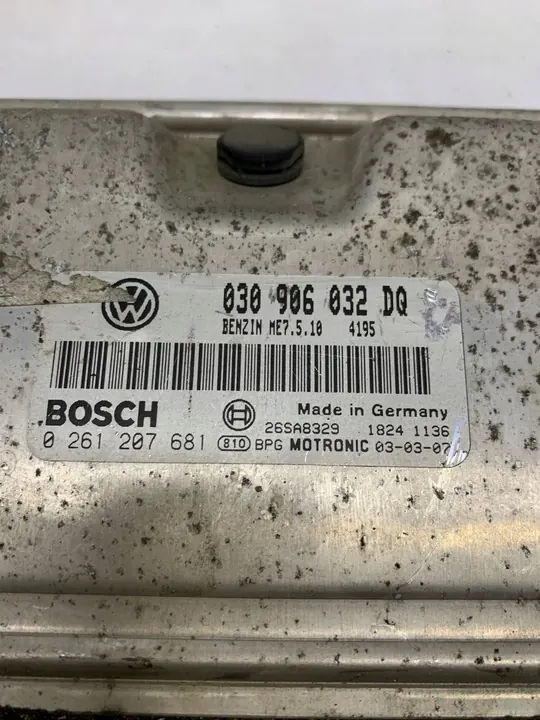 030 906 032 DQ
BENZIN ME7.5.10 4195
BOSCH
Made in Germany
26SA8329 1824 1136
0 261 207 681 810 BPG MOTRONIC 03-03-07